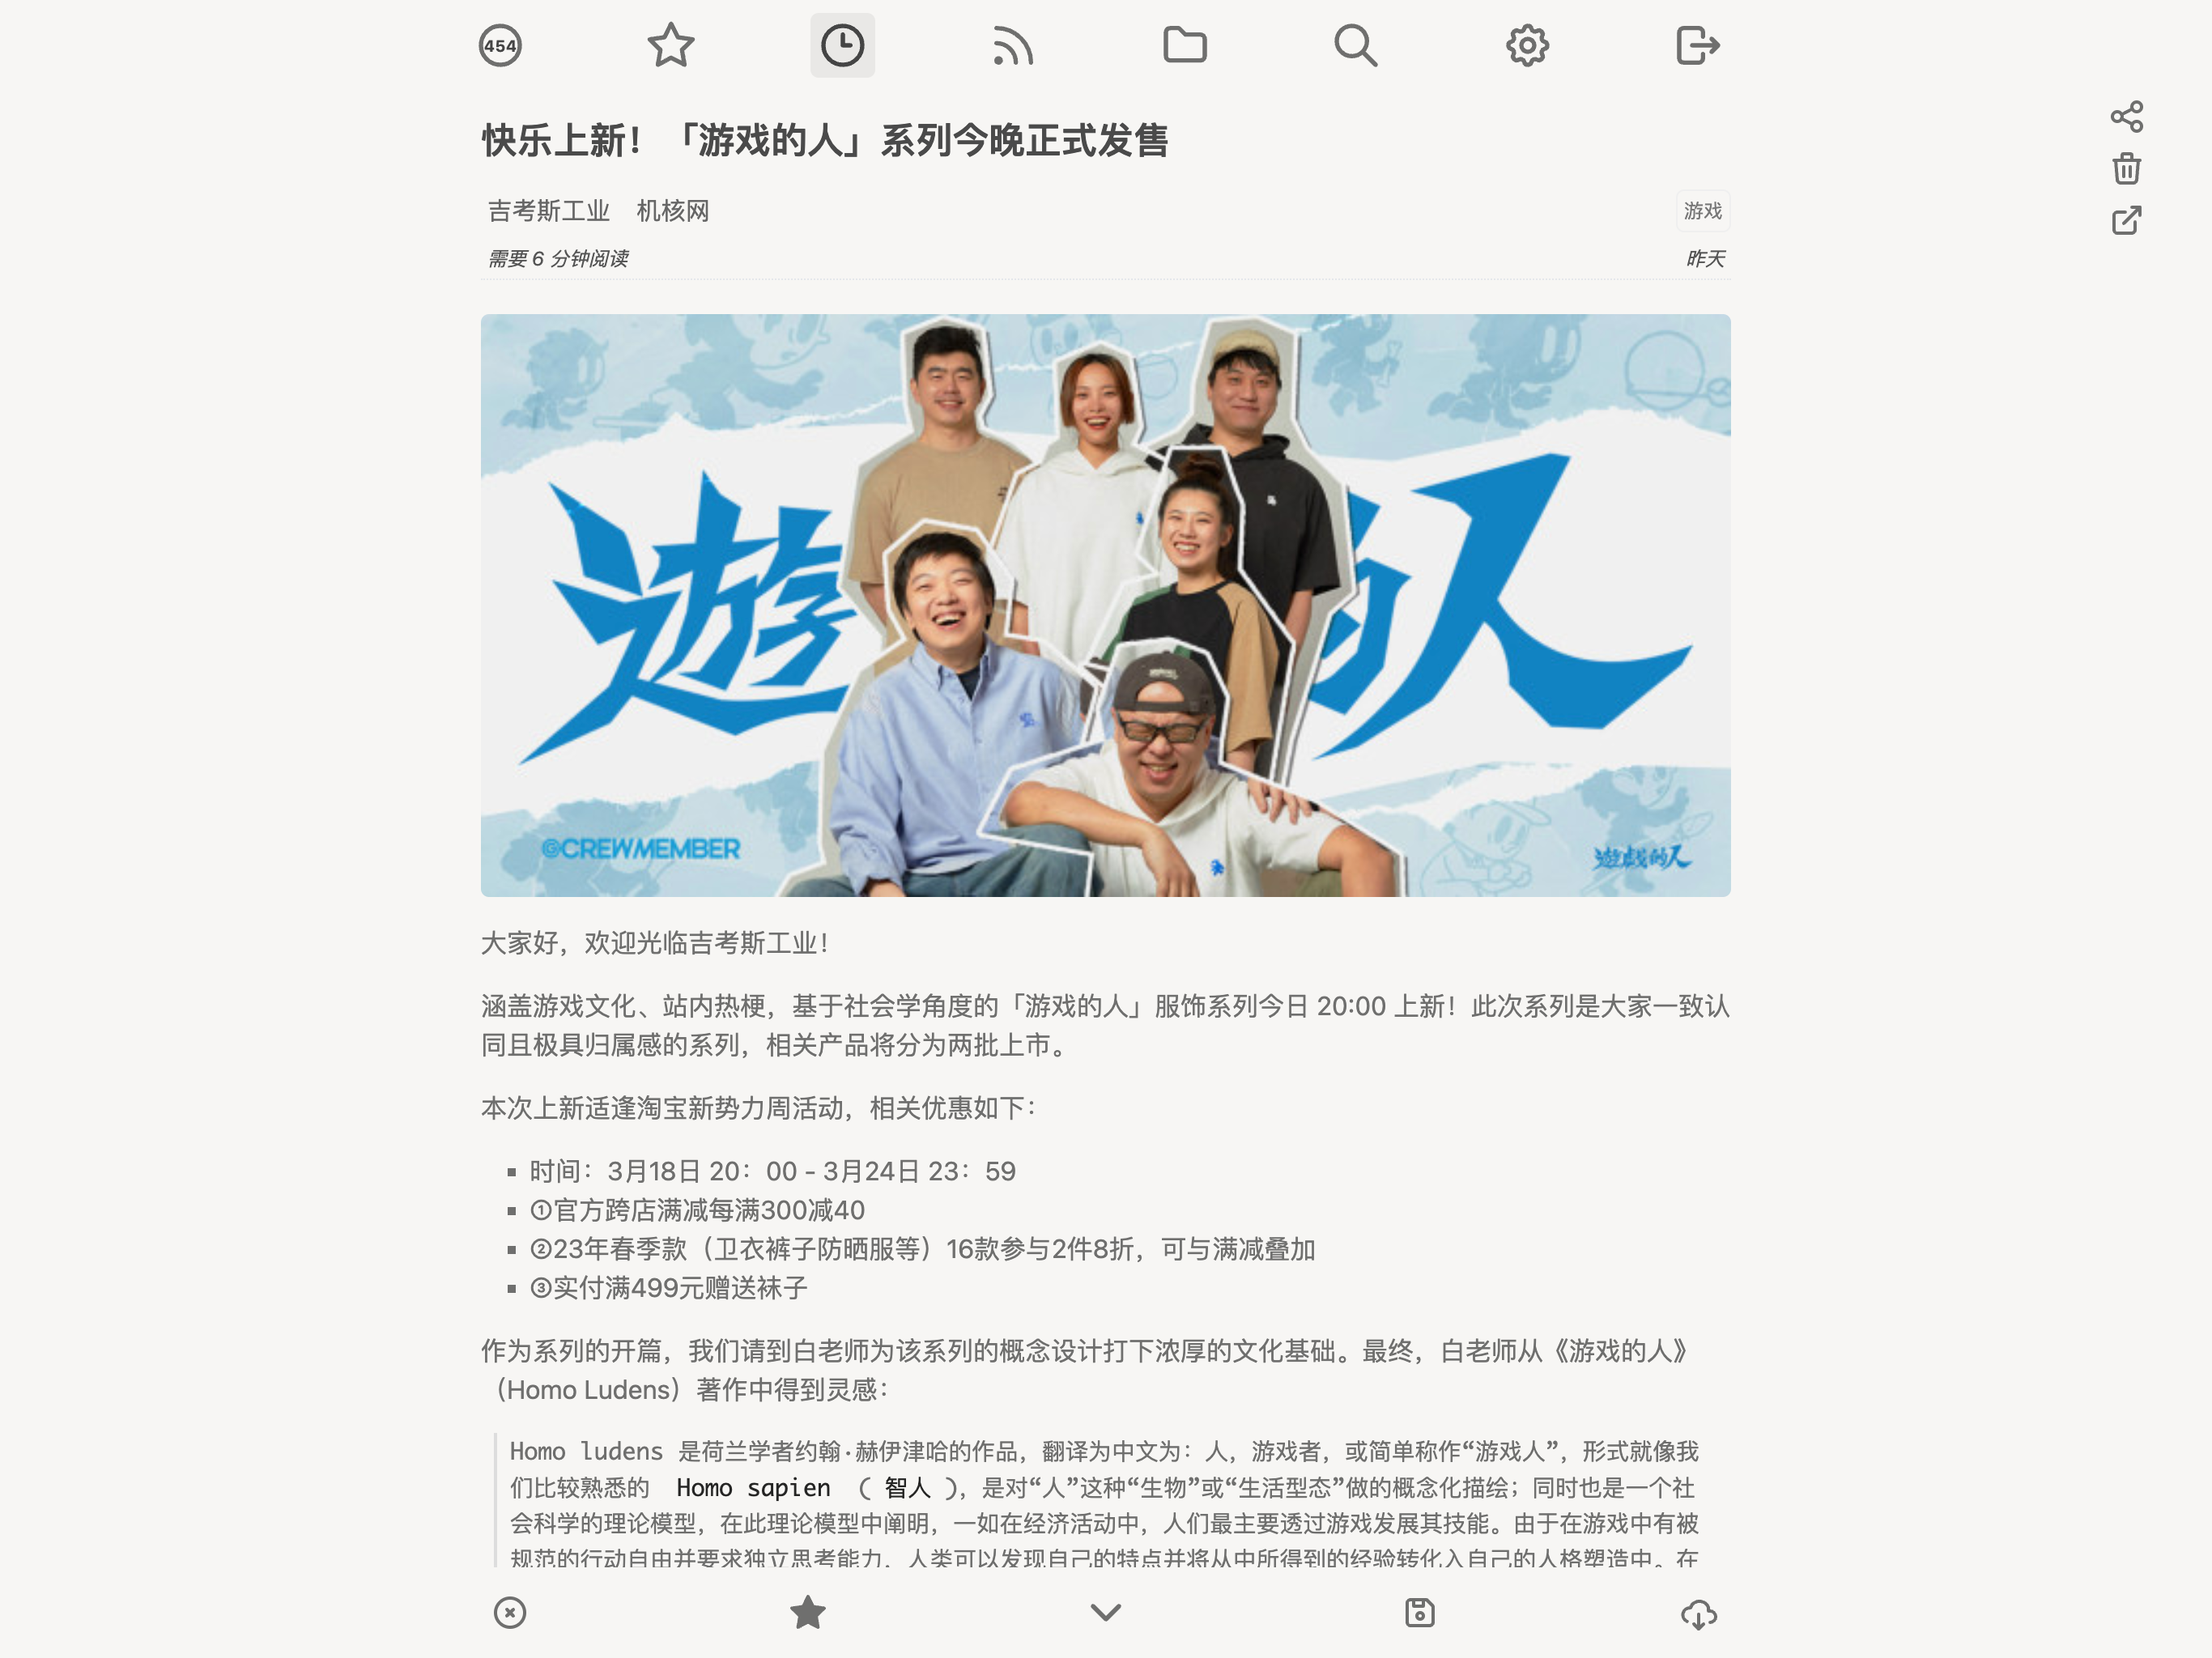 454
快乐上新！「游戏的人」系列今晚正式发售
吉考斯工业 机核网
游戏
需要 6 分钟阅读
昨天
遊 的人
@CREWMEMBER
遊戲的人
大家好，欢迎光临吉考斯工业！
涵盖游戏文化、站内热梗，基于社会学角度的「游戏的人」服饰系列今日 20:00 上新！此次系列是大家一致认
同且极具归属感的系列，相关产品将分为两批上市。
本次上新适逢淘宝新势力周活动，相关优惠如下：
时间：3月18日 20：00 - 3月24日 23：59
①官方跨店满减每满300减40
②23年春季款（卫衣裤子防晒服等）16款参与2件8折，可与满减叠加
③实付满499元赠送袜子
作为系列的开篇，我们请到白老师为该系列的概念设计打下浓厚的文化基础。最终，白老师从《游戏的人》
（Homo Ludens）著作中得到灵感：
Homo ludens 是荷兰学者约翰·赫伊津哈的作品，翻译为中文为：人，游戏者，或简单称作“游戏人”，形式就像我
们比较熟悉的 Homo sapien （ 智人 ），是对“人”这种“生物”或“生活型态”做的概念化描绘；同时也是一个社
会科学的理论模型，在此理论模型中阐明，一如在经济活动中，人们最主要透过游戏发展其技能。由于在游戏中有被
规范的行动自由并要求独立思考能力，人类可以发现自己的特点并将从中所得到的经验转化入自己的人格塑造中。在